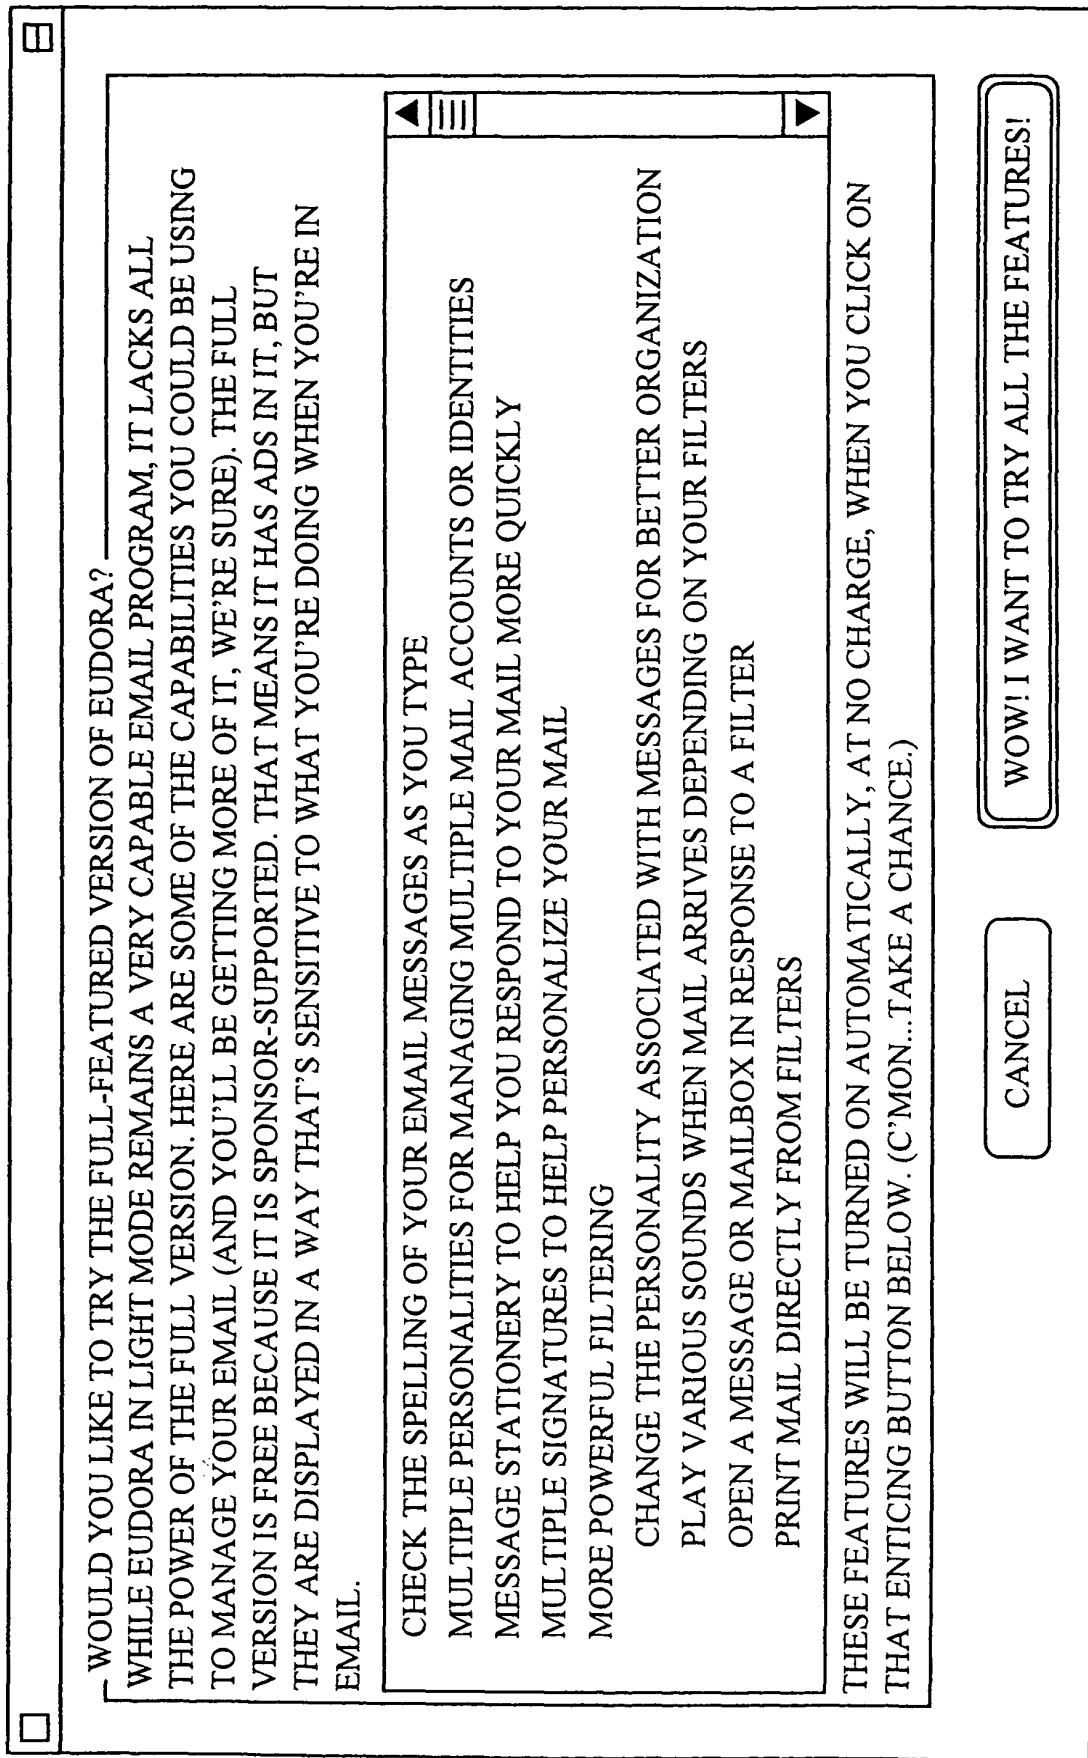 WOULD YOU LIKE TO TRY THE FULL-FEATURED VERSION OF EUDORA?
WHILE EUDORA IN LIGHT MODE REMAINS A VERY CAPABLE EMAIL PROGRAM, IT LACKS ALL
THE POWER OF THE FULL VERSION. HERE ARE SOME OF THE CAPABILITIES YOU COULD BE USING
TO MANAGE YOUR EMAIL (AND YOU'LL BE GETTING MORE OF IT, WE'RE SURE). THE FULL
VERSION IS FREE BECAUSE IT IS SPONSOR-SUPPORTED. THAT MEANS IT HAS ADS IN IT, BUT
THEY ARE DISPLAYED IN A WAY THAT'S SENSITIVE TO WHAT YOU'RE DOING WHEN YOU'RE IN
EMAIL.
CHECK THE SPELLING OF YOUR EMAIL MESSAGES AS YOU TYPE
MULTIPLE PERSONALITIES FOR MANAGING MULTIPLE MAIL ACCOUNTS OR IDENTITIES
MESSAGE STATIONERY TO HELP YOU RESPOND TO YOUR MAIL MORE QUICKLY
MULTIPLE SIGNATURES TO HELP PERSONALIZE YOUR MAIL
MORE POWERFUL FILTERING
CHANGE THE PERSONALITY ASSOCIATED WITH MESSAGES FOR BETTER ORGANIZATION
PLAY VARIOUS SOUNDS WHEN MAIL ARRIVES DEPENDING ON YOUR FILTERS
OPEN A MESSAGE OR MAILBOX IN RESPONSE TO A FILTER
PRINT MAIL DIRECTLY FROM FILTERS
THESE FEATURES WILL BE TURNED ON AUTOMATICALLY, AT NO CHARGE, WHEN YOU CLICK ON
THAT ENTICING BUTTON BELOW. (C'MON...TAKE A CHANCE.)
CANCEL
WOW! I WANT TO TRY ALL THE FEATURES!